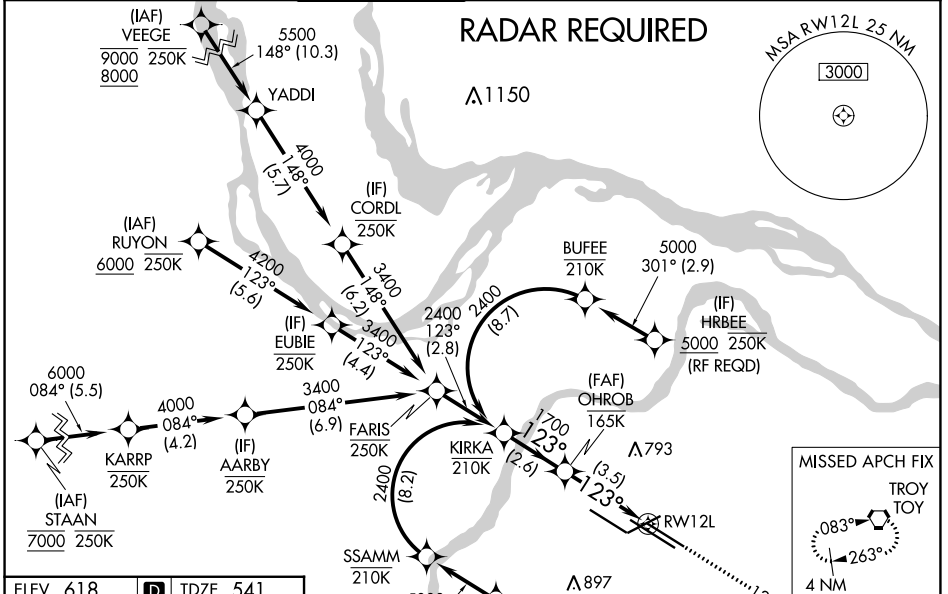 RADAR REQUIRED
(IAF)
VEEGE
9000 250K
8000
5500
148° (10.3)
YADDI
4000
148°
(5.7)
(IF)
CORDL
250K
3400
148°
(6.2)
1150
MSA RW12L 25 NM
3000
(IAF)
RUYON
6000 250K
4200
123°
(5.6)
(IF)
EUBIE
250K
3400
123°
(4.4)
2400
123°
(2.8)
BUFEE
210K
5000
301° (2.9)
(IF)
HRBEE
5000 250K
(RF REQD)
2400
(8.7)
6000
084° (5.5)
KARRP
250K
4000
084°
(4.2)
(IF)
AARBY
250K
3400
084°
(6.9)
FARIS
250K
(IAF)
STAAN
7000 250K
KIRKA
210K
(FAF)
OHROB
165K
1700
123°
(2.6)
(3.5)
123°
793
RW12L
2400
(8.2)
SSAMM
210K
897
MISSED APCH FIX
TROY
TOY
083°
263°
4 NM
ELEV 618 D TDZE 541